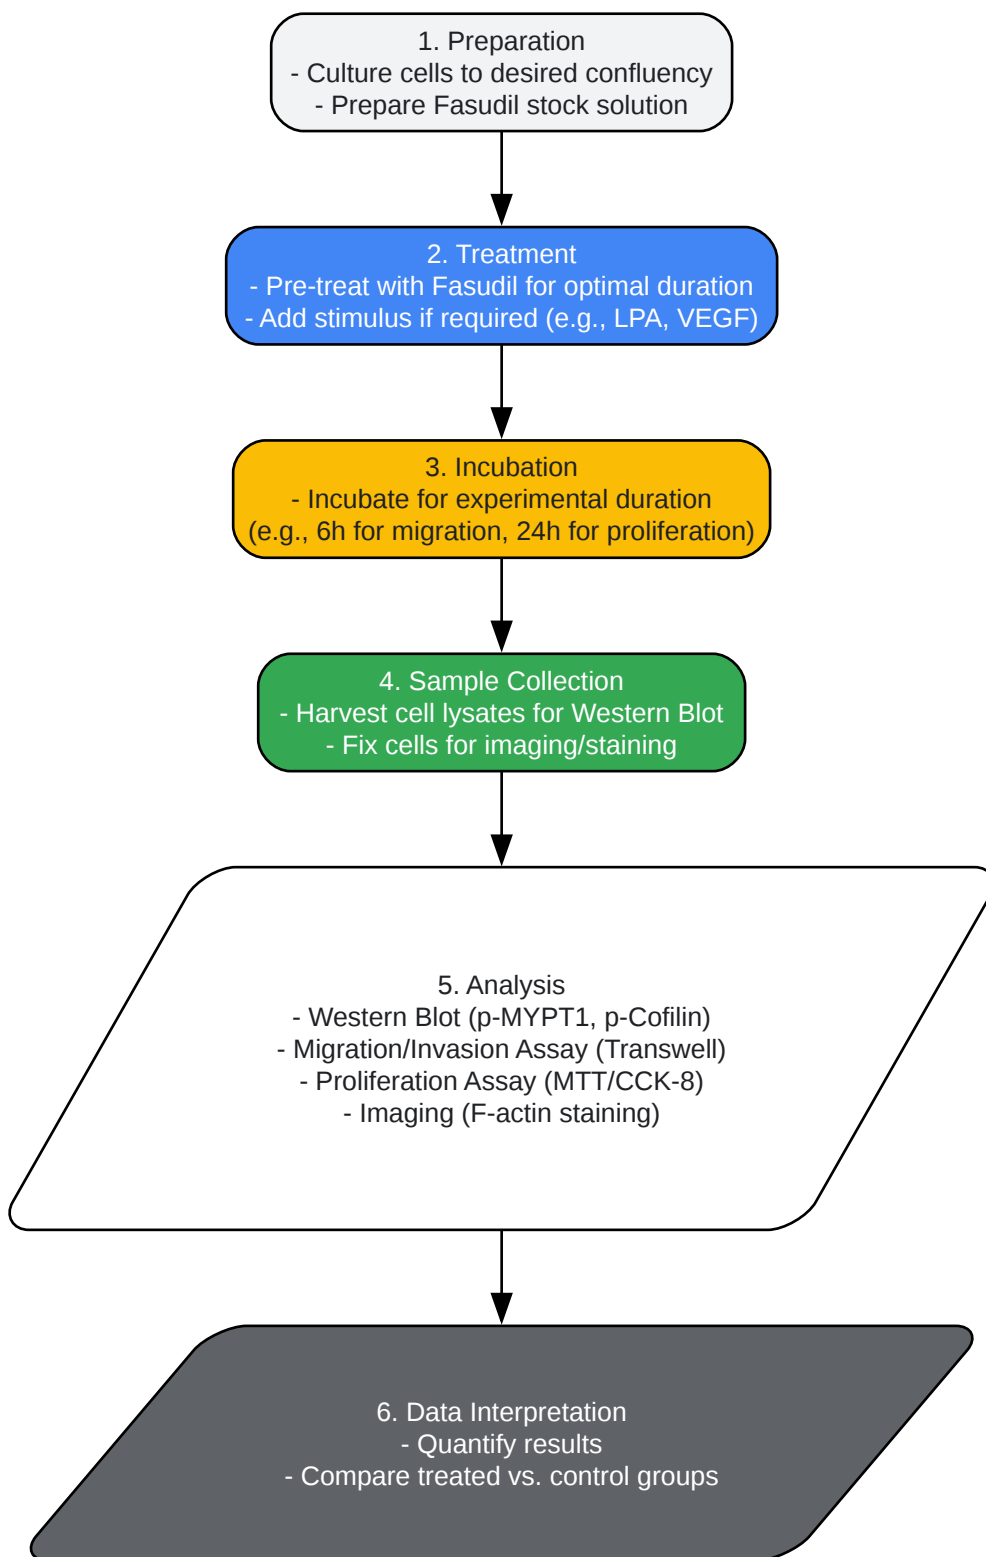 1. Preparation
- Culture cells to desired confluency
- Prepare Fasudil stock solution
2. Treatment
- Pre-treat with Fasudil for optimal duration
- Add stimulus if required (e.g., LPA, VEGF)
3. Incubation
- Incubate for experimental duration
(e.g., 6h for migration, 24h for proliferation)
4. Sample Collection
- Harvest cell lysates for Western Blot
- Fix cells for imaging/staining
5. Analysis
- Western Blot (p-MYPT1, p-Cofilin)
- Migration/Invasion Assay (Transwell)
- Proliferation Assay (MTT/CCK-8)
- Imaging (F-actin staining)
6. Data Interpretation
- Quantify results
- Compare treated vs. control groups